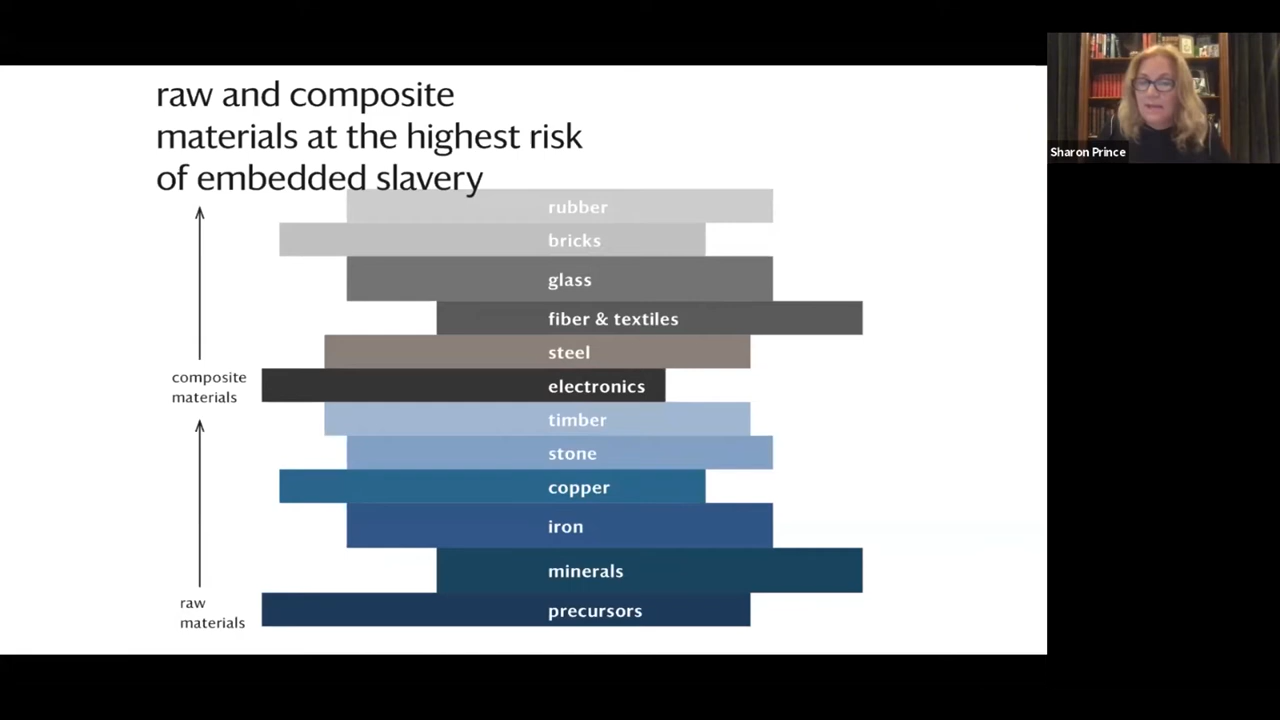 raw and composite
materials at the highest risk
of embedded slavery
rubber
bricks
glass
fiber & textiles
steel
composite
materials
electronics
timber
stone
copper
iron
minerals
raw
materials
precursors
Sharon Prince